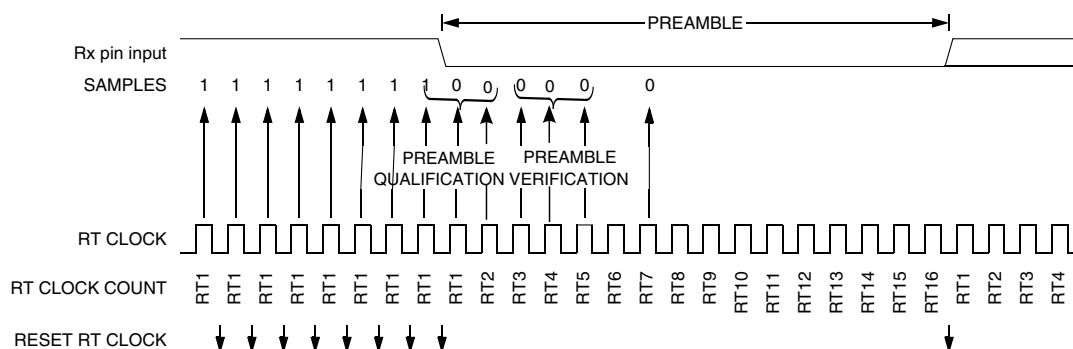 PREAMBLE
Rx pin input
SAMPLES 1 1 1 1 1 1 1 1 0 0 0 0 0 0
PREAMBLE QUALIFICATION
PREAMBLE VERIFICATION
RT CLOCK
RT CLOCK COUNT RT1 RT1 RT1 RT1 RT1 RT1 RT1 RT1 RT1 RT2 RT3 RT4 RT5 RT6 RT7 RT8 RT9 RT10 RT11 RT12 RT13 RT14 RT15 RT16 RT1 RT2 RT3 RT4
RESET RT CLOCK